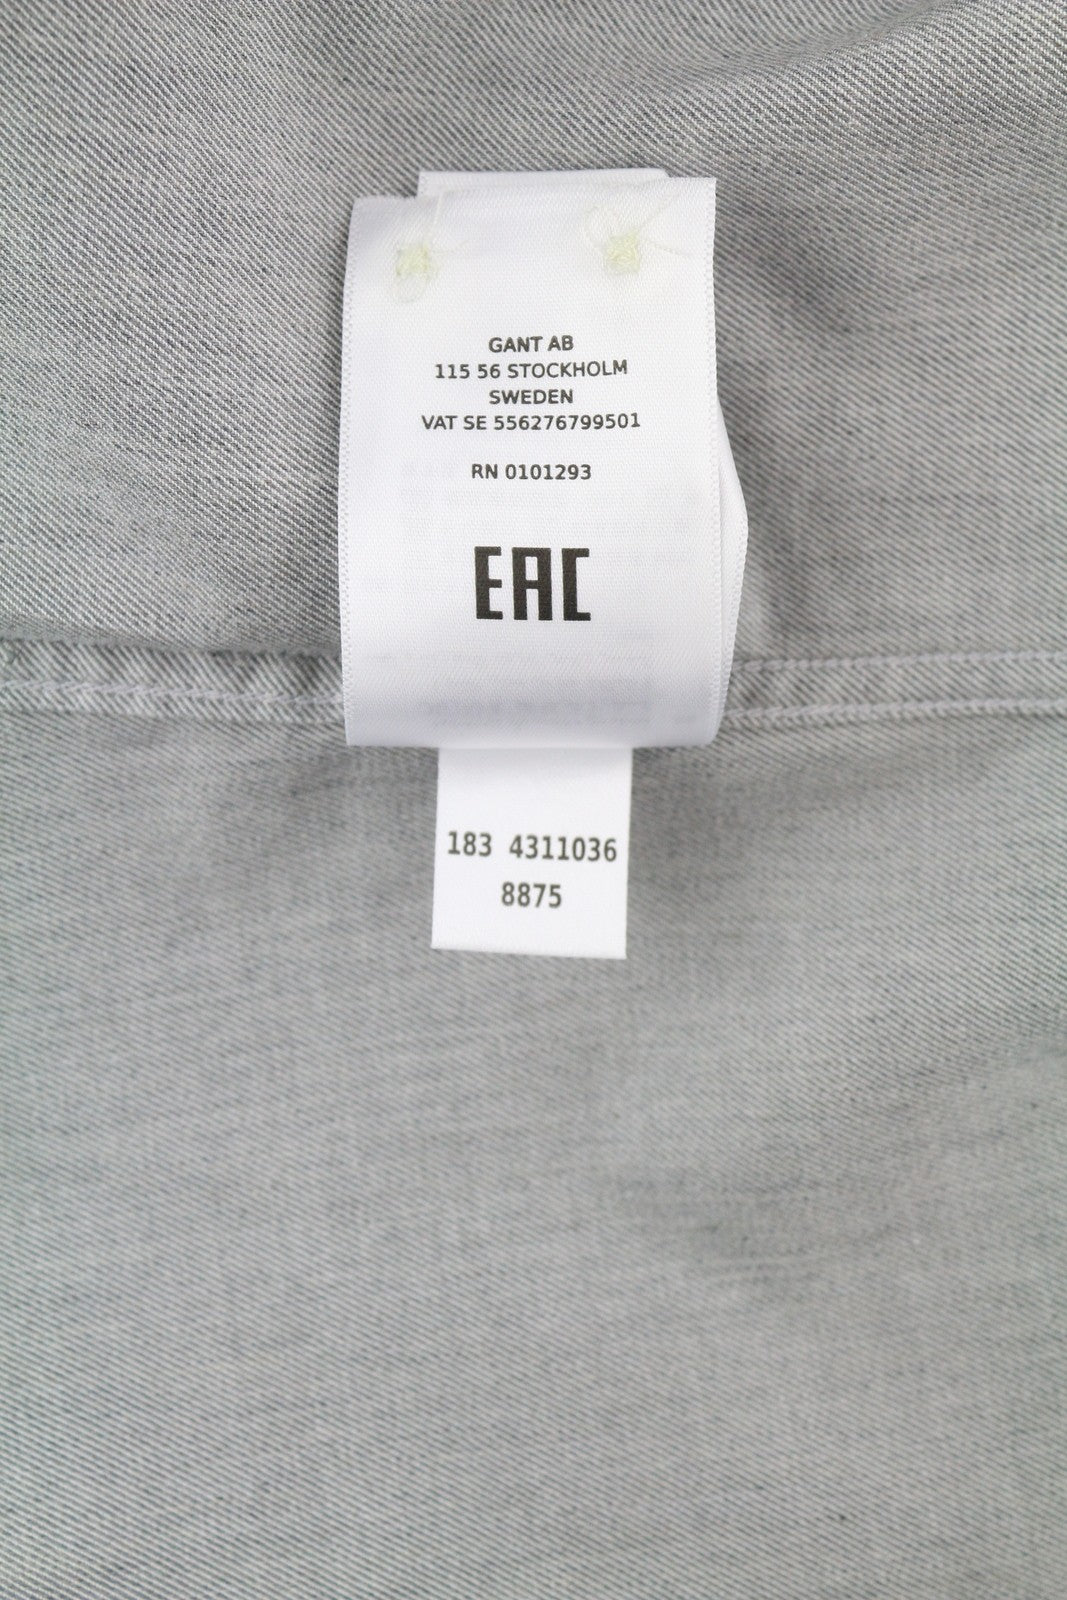 GANT AB
115 56 STOCKHOLM
SWEDEN
VAT SE 556276799501
RN 0101293
EAC
183 4311036
8875